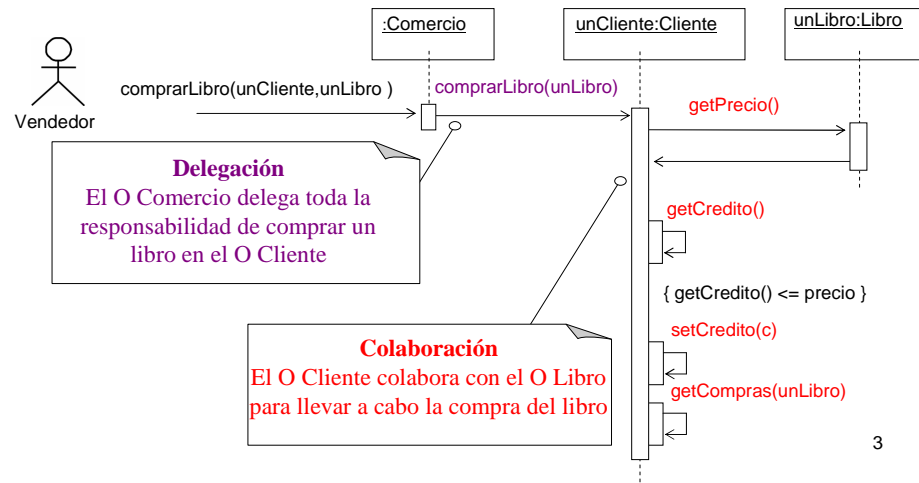 :Comercio
unCliente:Cliente
unLibro:Libro
Vendedor
comprarLibro(unCliente,unLibro )
comprarLibro(unLibro)
getPrecio()
Delegación
El O Comercio delega toda la
responsabilidad de comprar un
libro en el O Cliente
getCredito()
{ getCredito() <= precio }
Colaboración
El O Cliente colabora con el O Libro
para llevar a cabo la compra del libro
setCredito(c)
getCompras(unLibro)
3